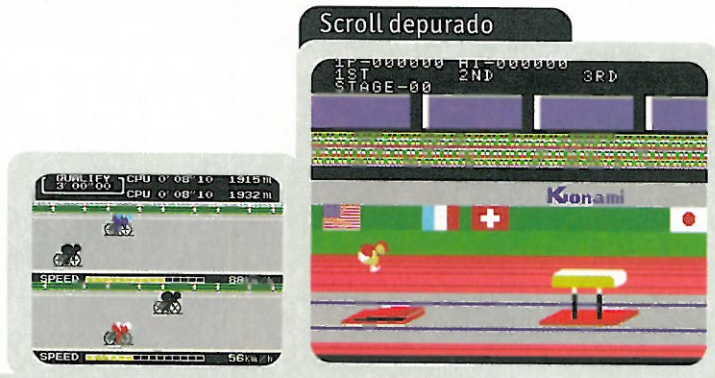 Scroll depurado
1P-000000 HI-000000
1ST 2ND 3RD
STAGE-00
Konami
QUALIFY CPU 0'08"10 1915m
3'00"00 CPU 0'08"10 1932m
SPEED 88
SPEED 56Km/h